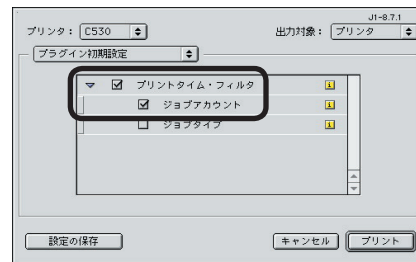 J1-8.7.1
プリンタ： C530 出力対象： プリンタ
プラグイン初期設定
プリントタイム・フィルタ
ジョブアカウント
ジョブタイプ
設定の保存 キャンセル プリント